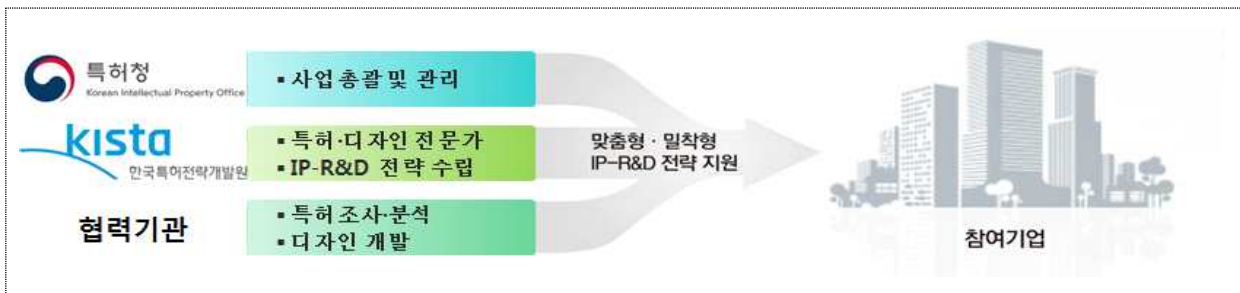 특허청
Korean Intellectual Property Office
▪ 사업 총괄 및 관리
kista
한국특허전략개발원
▪ 특허·디자인 전문가
▪ IP-R&D 전략 수립
협력기관
▪ 특허 조사·분석
▪ 디자인 개발
맞춤형 · 밀착형
IP-R&D 전략 지원
참여기업